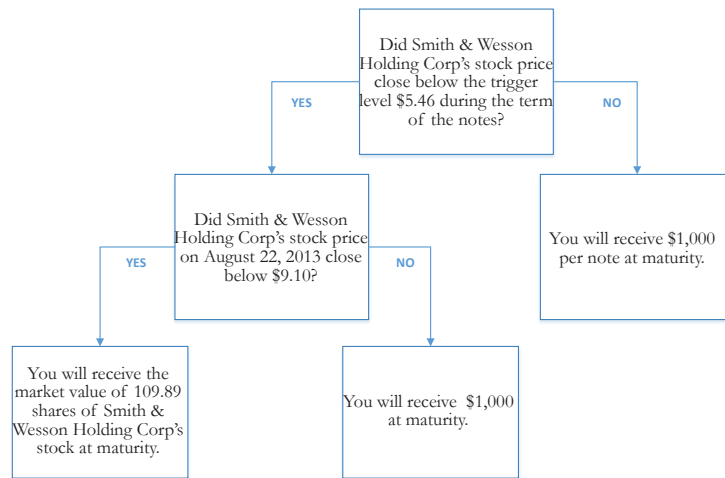 Did Smith & Wesson
Holding Corp's stock price
close below the trigger
level $5.46 during the term
of the notes?
YES
NO
Did Smith & Wesson
Holding Corp's stock price
on August 22, 2013 close
below $9.10?
You will receive $1,000
per note at maturity.
YES
NO
You will receive the
market value of 109.89
shares of Smith &
Wesson Holding Corp's
stock at maturity.
You will receive $1,000
at maturity.